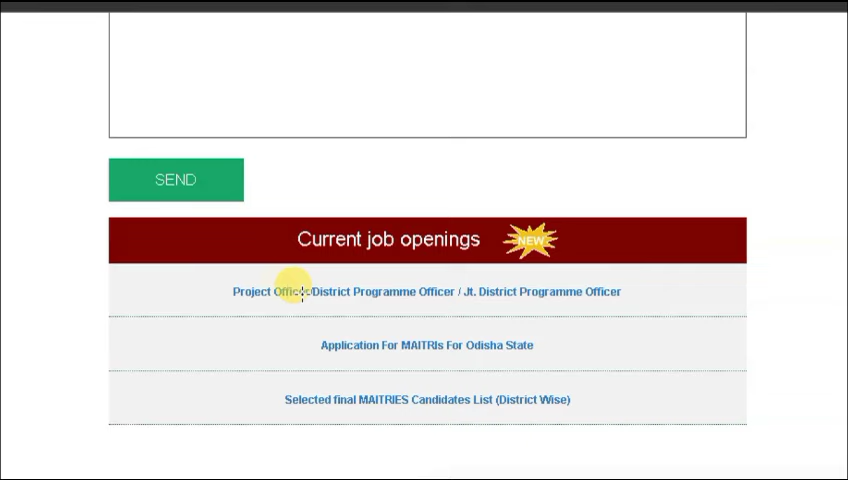 SEND
Current job openings NEW
Project Officer/District Programme Officer / Jt. District Programme Officer
Application For MAITRIs For Odisha State
Selected final MAITRIES Candidates List (District Wise)